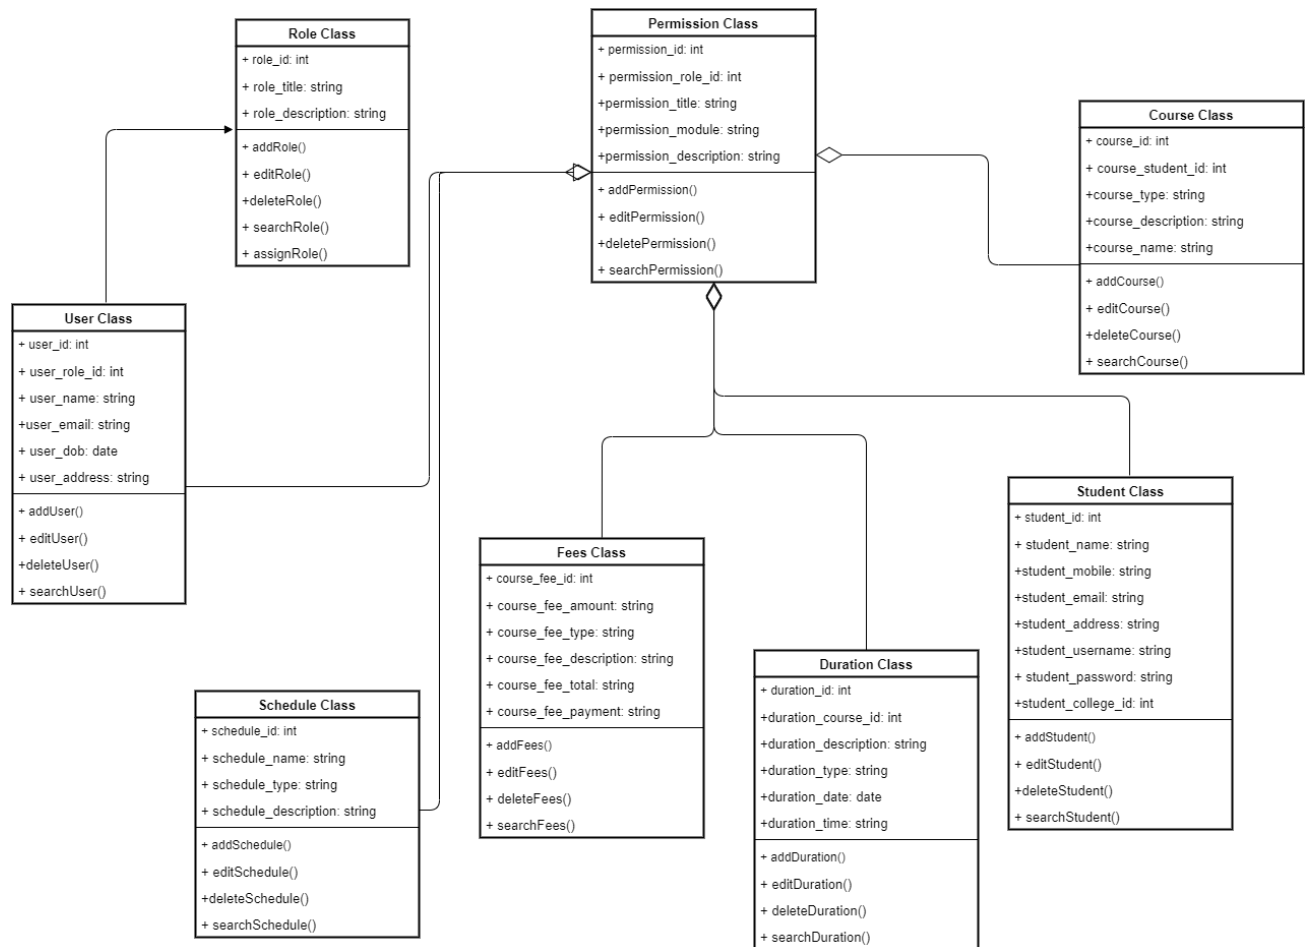 Role Class
+ role_id: int
+ role_title: string
+ role_description: string
+ addRole()
+ editRole()
+deleteRole()
+ searchRole()
+ assignRole()
Permission Class
+ permission_id: int
+ permission_role_id: int
+permission_title: string
+permission_module: string
+permission_description: string
+ addPermission()
+ editPermission()
+deletePermission()
+ searchPermission()
Course Class
+ course_id: int
+ course_student_id: int
+course_type: string
+course_description: string
+course_name: string
+ addCourse()
+ editCourse()
+deleteCourse()
+ searchCourse()
User Class
+ user_id: int
+ user_role_id: int
+ user_name: string
+user_email: string
+ user_dob: date
+ user_address: string
+ addUser()
+ editUser()
+deleteUser()
+ searchUser()
Schedule Class
+ schedule_id: int
+ schedule_name: string
+ schedule_type: string
+ schedule_description: string
+ addSchedule()
+ editSchedule()
+deleteSchedule()
+ searchSchedule()
Fees Class
+ course_fee_id: int
+ course_fee_amount: string
+ course_fee_type: string
+ course_fee_description: string
+ course_fee_total: string
+ course_fee_payment: string
+ addFees()
+ editFees()
+ deleteFees()
+ searchFees()
Duration Class
+ duration_id: int
+duration_course_id: int
+duration_description: string
+duration_type: string
+duration_date: date
+duration_time: string
+ addDuration()
+ editDuration()
+ deleteDuration()
+ searchDuration()
Student Class
+ student_id: int
+ student_name: string
+student_mobile: string
+student_email: string
+student_address: string
+student_username: string
+ student_password: string
+student_college_id: int
+ addStudent()
+ editStudent()
+deleteStudent()
+ searchStudent()